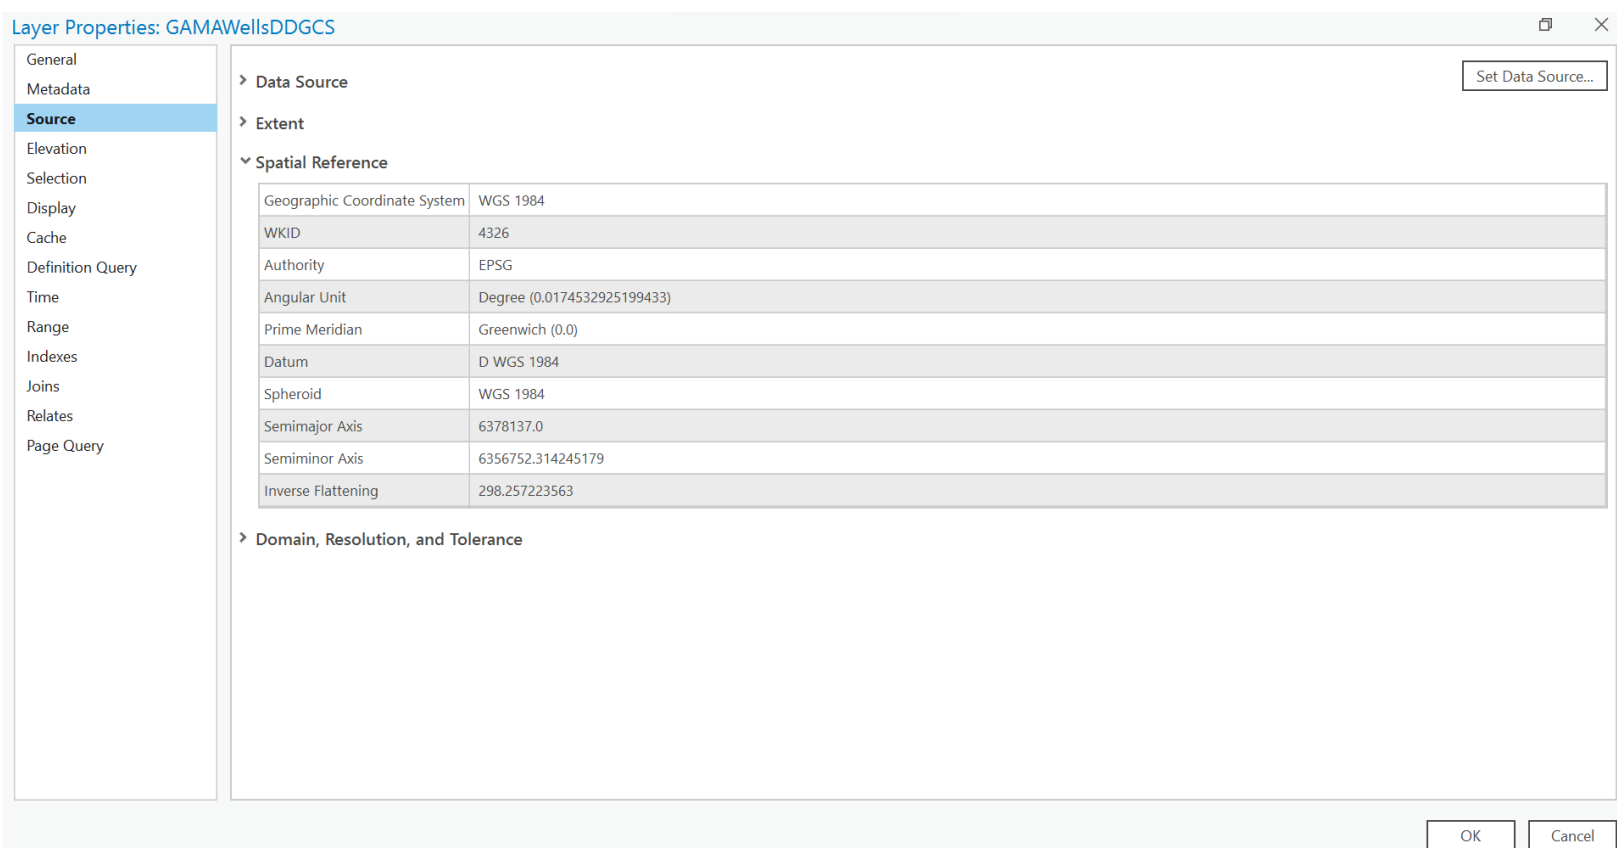 Layer Properties: GAMAWellsDDGCS
General
Metadata
Source
Elevation
Selection
Display
Cache
Definition Query
Time
Range
Indexes
Joins
Relates
Page Query
Data Source
Set Data Source...
Extent
Spatial Reference
Geographic Coordinate System WGS 1984
WKID 4326
Authority EPSG
Angular Unit Degree (0.0174532925199433)
Prime Meridian Greenwich (0.0)
Datum D WGS 1984
Spheroid WGS 1984
Semimajor Axis 6378137.0
Semiminor Axis 6356752.314245179
Inverse Flattening 298.257223563
Domain, Resolution, and Tolerance
OK Cancel